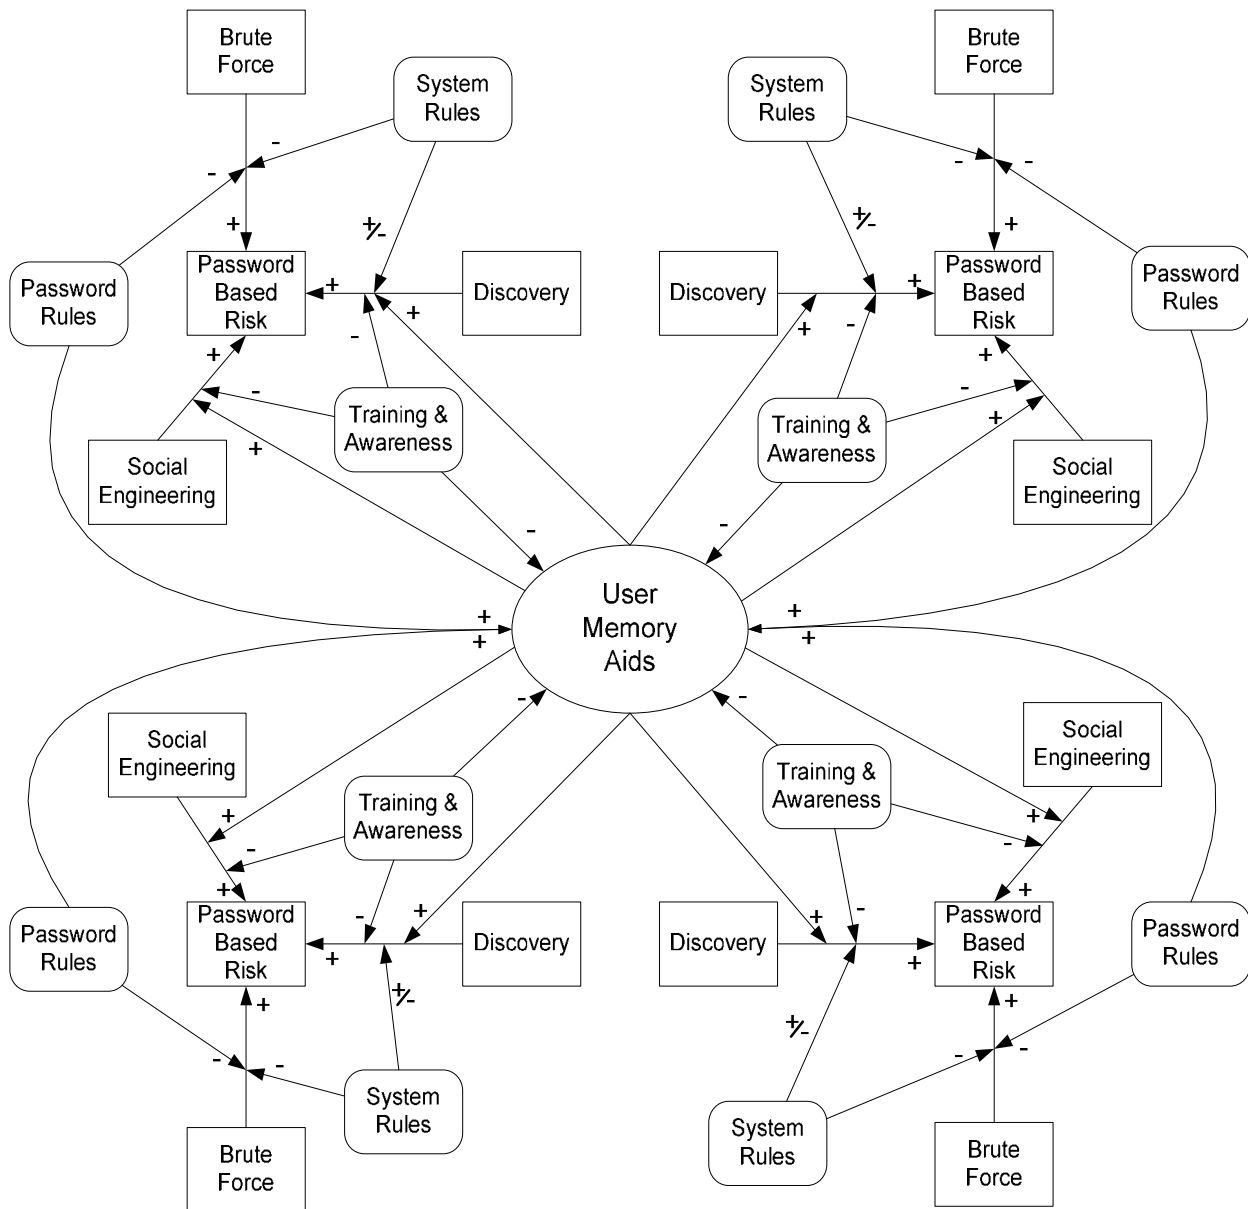 Brute
Force
System
Rules
-
-
+
+/-
Password
Rules
Password
Based
Risk
+
+
Discovery
-
+
-
+
Training &
Awareness
Social
Engineering
-
System
Rules
Brute
Force
-
-
+
+/-
Discovery
+
+
-
Password
Based
Risk
Password
Rules
+
-
+
Training &
Awareness
Social
Engineering
-
User
Memory
Aids
+
+
+
+
-
Social
Engineering
+
-
Training &
Awareness
+
Password
Rules
Password
Based
Risk
-
+
+
Discovery
+
+/-
-
-
System
Rules
Brute
Force
-
Training &
Awareness
Social
Engineering
+
-
+
Discovery
+
-
+
Password
Based
Risk
Password
Rules
+
+/-
-
-
System
Rules
Brute
Force